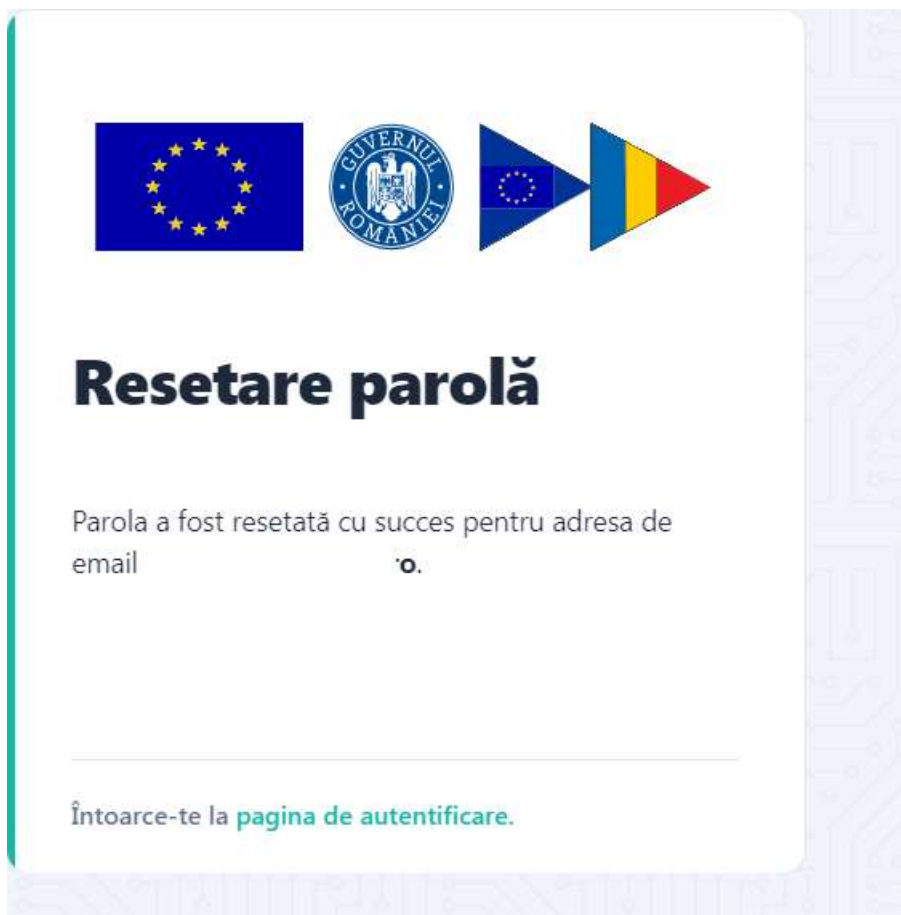 GUVERNUL ROMÂNIEI
Resetare parolă
Parola a fost resetată cu succes pentru adresa de
email o.
Întoarce-te la pagina de autentificare.